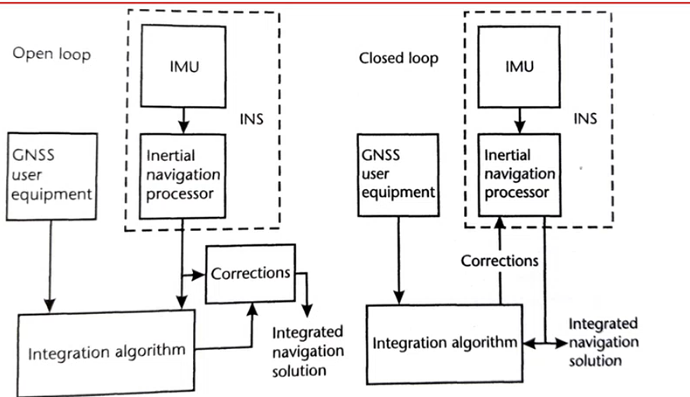 Open loop
IMU
INS
GNSS
user
equipment
Inertial
navigation
processor
Corrections
Integration algorithm
Integrated
navigation
solution
Closed loop
IMU
INS
GNSS
user
equipment
Inertial
navigation
processor
Corrections
Integration algorithm
Integrated
navigation
solution